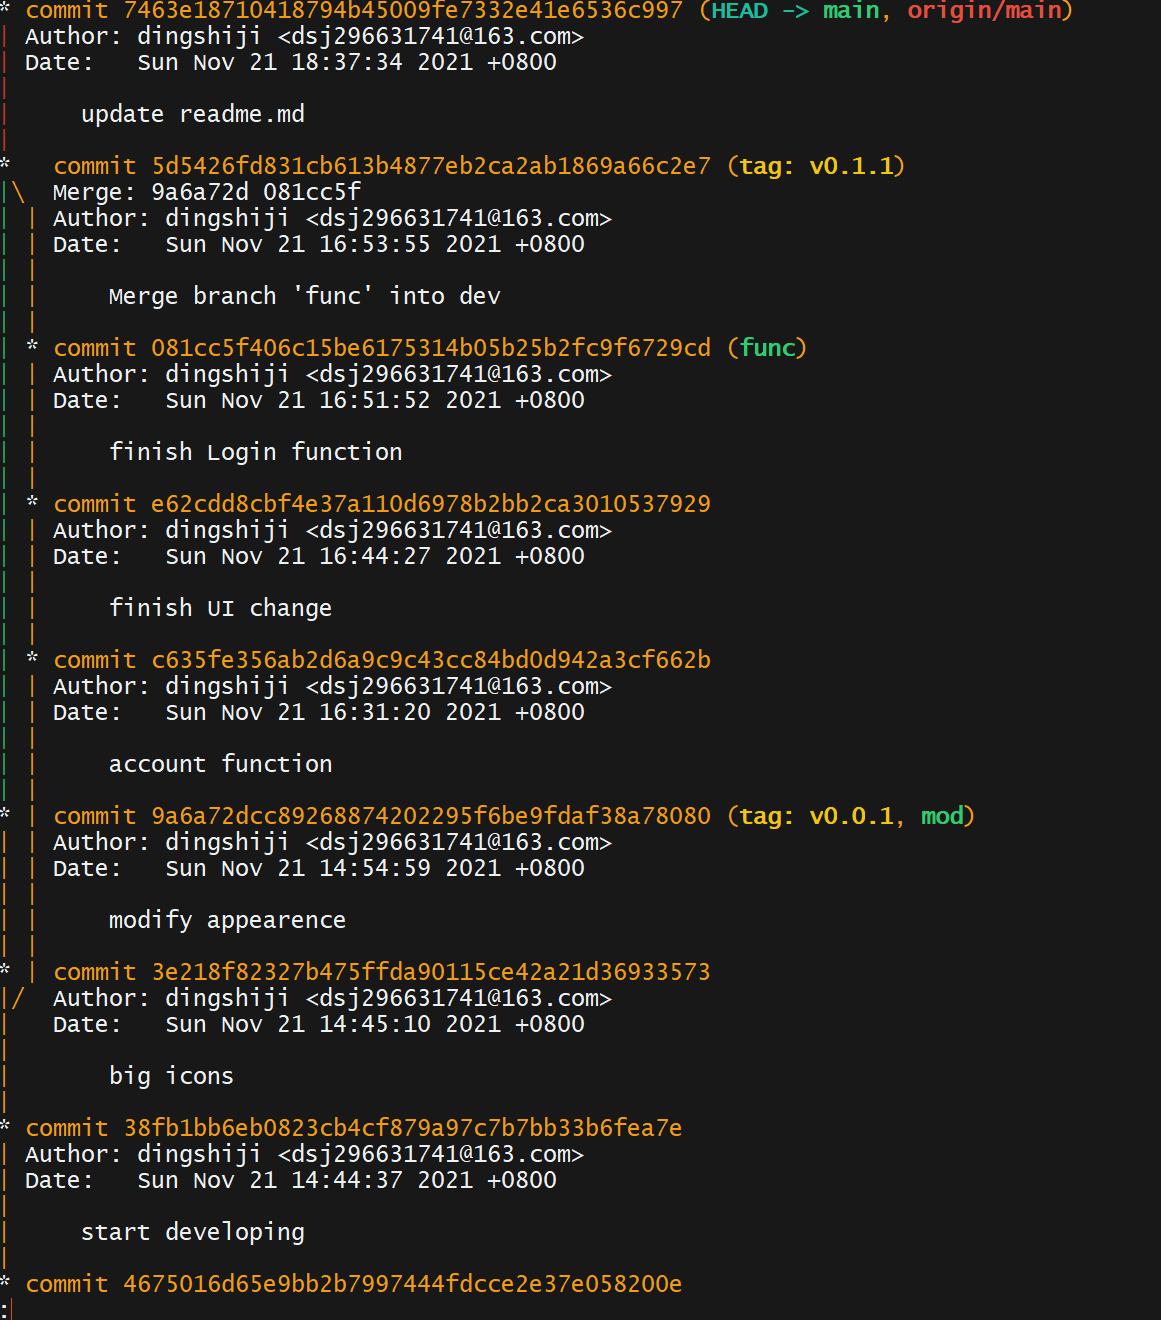 * commit 7463e18710418794b45009fe7332e41e6536c997 (HEAD -> main, origin/main)
| Author: dingshiji <dsj296631741@163.com>
| Date:   Sun Nov 21 18:37:34 2021 +0800
|
|     update readme.md
|
*   commit 5d5426fd831cb613b4877eb2ca2ab1869a66c2e7 (tag: v0.1.1)
|\  Merge: 9a6a72d 081cc5f
| | Author: dingshiji <dsj296631741@163.com>
| | Date:   Sun Nov 21 16:53:55 2021 +0800
| |
| |     Merge branch 'func' into dev
| |
| * commit 081cc5f406c15be6175314b05b25b2fc9f6729cd (func)
| | Author: dingshiji <dsj296631741@163.com>
| | Date:   Sun Nov 21 16:51:52 2021 +0800
| |
| |     finish Login function
| |
| * commit e62cdd8cbf4e37a110d6978b2bb2ca3010537929
| | Author: dingshiji <dsj296631741@163.com>
| | Date:   Sun Nov 21 16:44:27 2021 +0800
| |
| |     finish UI change
| |
| * commit c635fe356ab2d6a9c9c43cc84bd0d942a3cf662b
| | Author: dingshiji <dsj296631741@163.com>
| | Date:   Sun Nov 21 16:31:20 2021 +0800
| |
| |     account function
| |
* | commit 9a6a72dcc89268874202295f6be9fdaf38a78080 (tag: v0.0.1, mod)
| | Author: dingshiji <dsj296631741@163.com>
| | Date:   Sun Nov 21 14:54:59 2021 +0800
| |
| |     modify appearence
| |
* | commit 3e218f82327b475ffda90115ce42a21d36933573
|/  Author: dingshiji <dsj296631741@163.com>
|   Date:   Sun Nov 21 14:45:10 2021 +0800
|
|       big icons
|
* commit 38fb1bb6eb0823cb4cf879a97c7b7bb33b6fea7e
| Author: dingshiji <dsj296631741@163.com>
| Date:   Sun Nov 21 14:44:37 2021 +0800
|
|     start developing
|
* commit 4675016d65e9bb2b7997444fdcce2e37e058200e
: